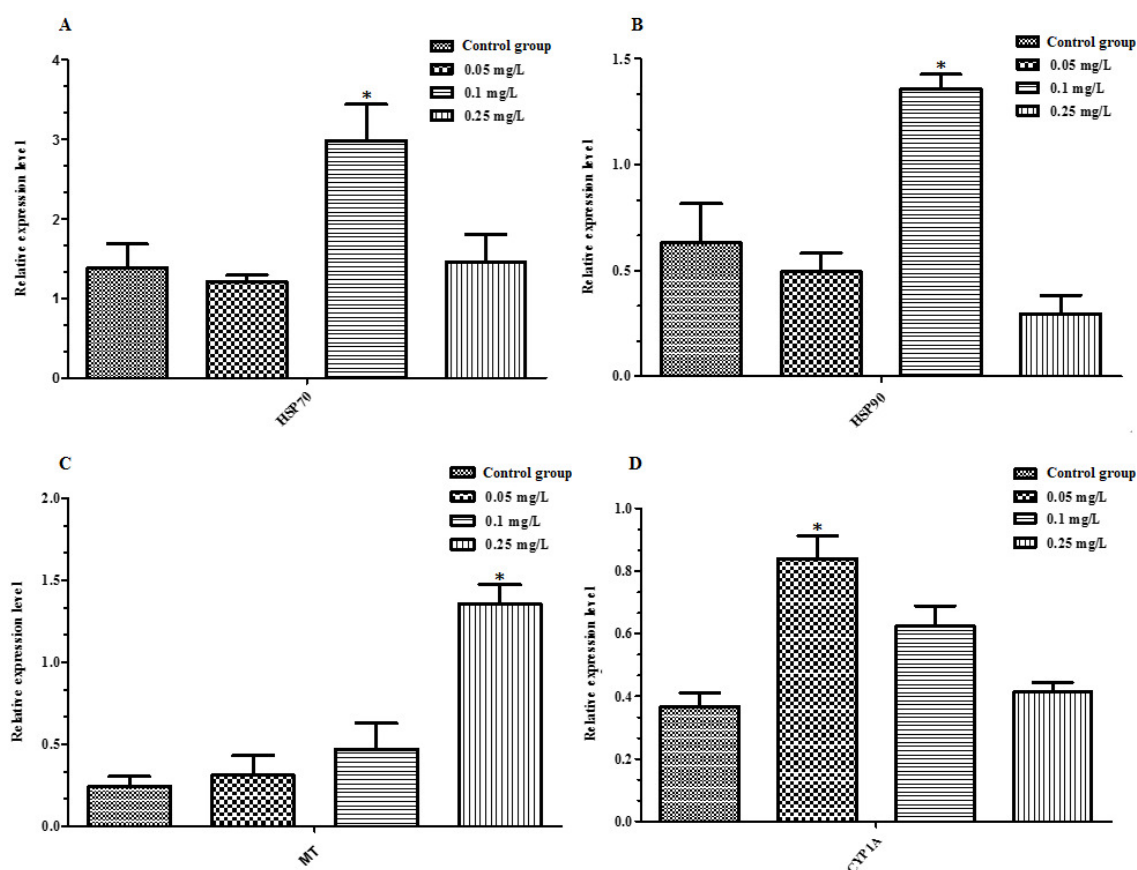 A
Control group
0.05 mg/L
0.1 mg/L
0.25 mg/L
Relative expression level
4
3
2
1
0
*
HSP70
B
Control group
0.05 mg/L
0.1 mg/L
0.25 mg/L
Relative expression level
1.5
1.0
0.5
0.0
*
HSP90
C
Control group
0.05 mg/L
0.1 mg/L
0.25 mg/L
Relative expression level
2.0
1.5
1.0
0.5
0.0
*
MT
D
Control group
0.05 mg/L
0.1 mg/L
0.25 mg/L
Relative expression level
1.0
0.8
0.6
0.4
0.2
0.0
*
CYP1A